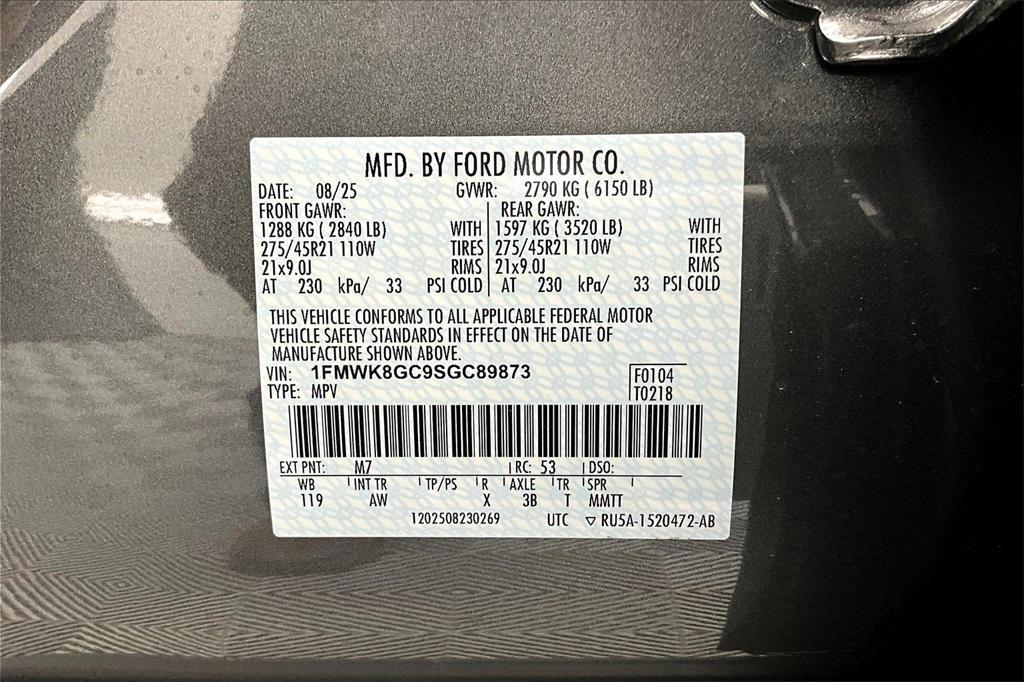 MFD. BY FORD MOTOR CO.
DATE: 08/25 GVWR: 2790 KG ( 6150 LB)
FRONT GAWR: REAR GAWR:
1288 KG ( 2840 LB) WITH 1597 KG ( 3520 LB) WITH
275/45R21 110W TIRES 275/45R21 110W TIRES
21x9.0J RIMS 21x9.0J RIMS
AT 230 kPa/ 33 PSI COLD AT 230 kPa/ 33 PSI COLD
THIS VEHICLE CONFORMS TO ALL APPLICABLE FEDERAL MOTOR
VEHICLE SAFETY STANDARDS IN EFFECT ON THE DATE OF
MANUFACTURE SHOWN ABOVE.
VIN: 1FMWK8GC9SGC89873 F0104
TYPE: MPV T0218
EXT PNT: M7 RC: 53 DSO:
WB INT TR TP/PS R AXLE TR SPR
119 AW X 3B T MMTT
1202508230269 UTC ▽ RU5A-1520472-AB